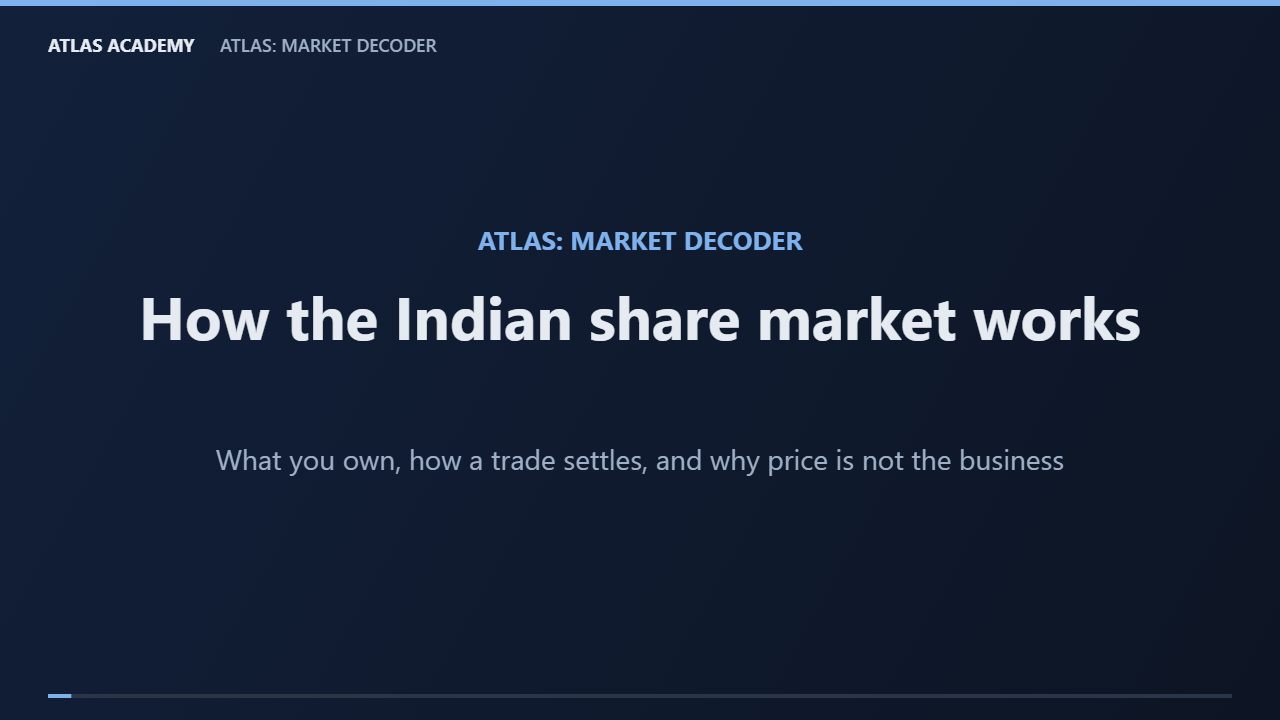 ATLAS ACADEMY ATLAS: MARKET DECODER
ATLAS: MARKET DECODER
How the Indian share market works
What you own, how a trade settles, and why price is not the business